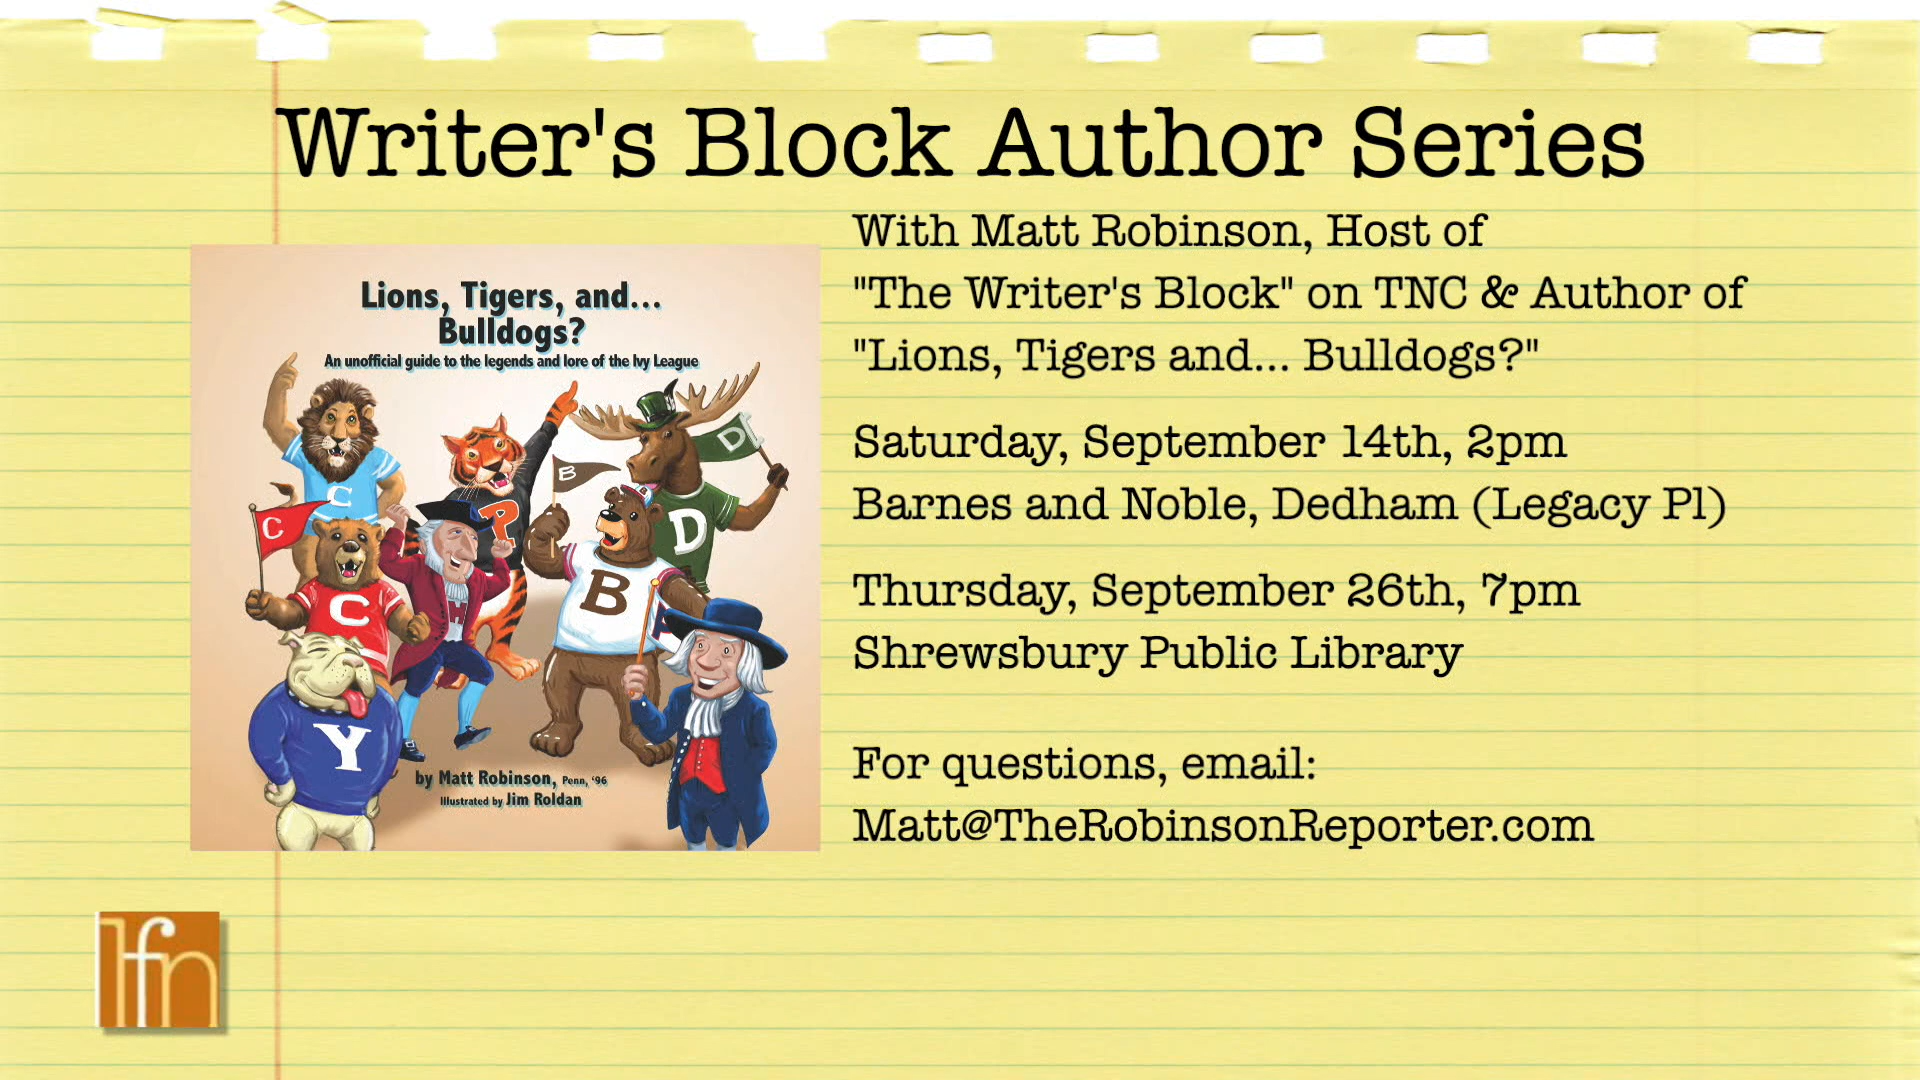 Writer's Block Author Series
With Matt Robinson, Host of
"The Writer's Block" on TNC & Author of
"Lions, Tigers and... Bulldogs?"
Saturday, September 14th, 2pm
Barnes and Noble, Dedham (Legacy Pl)
Thursday, September 26th, 7pm
Shrewsbury Public Library
For questions, email:
Matt@TheRobinsonReporter.com
Lions, Tigers, and...
Bulldogs?
An unofficial guide to the legends and lore of the Ivy League
C
P
B
D
D
C
C
H
B
B
Y
by Matt Robinson, Penn, '96
Illustrated by Jim Roldan
lfn